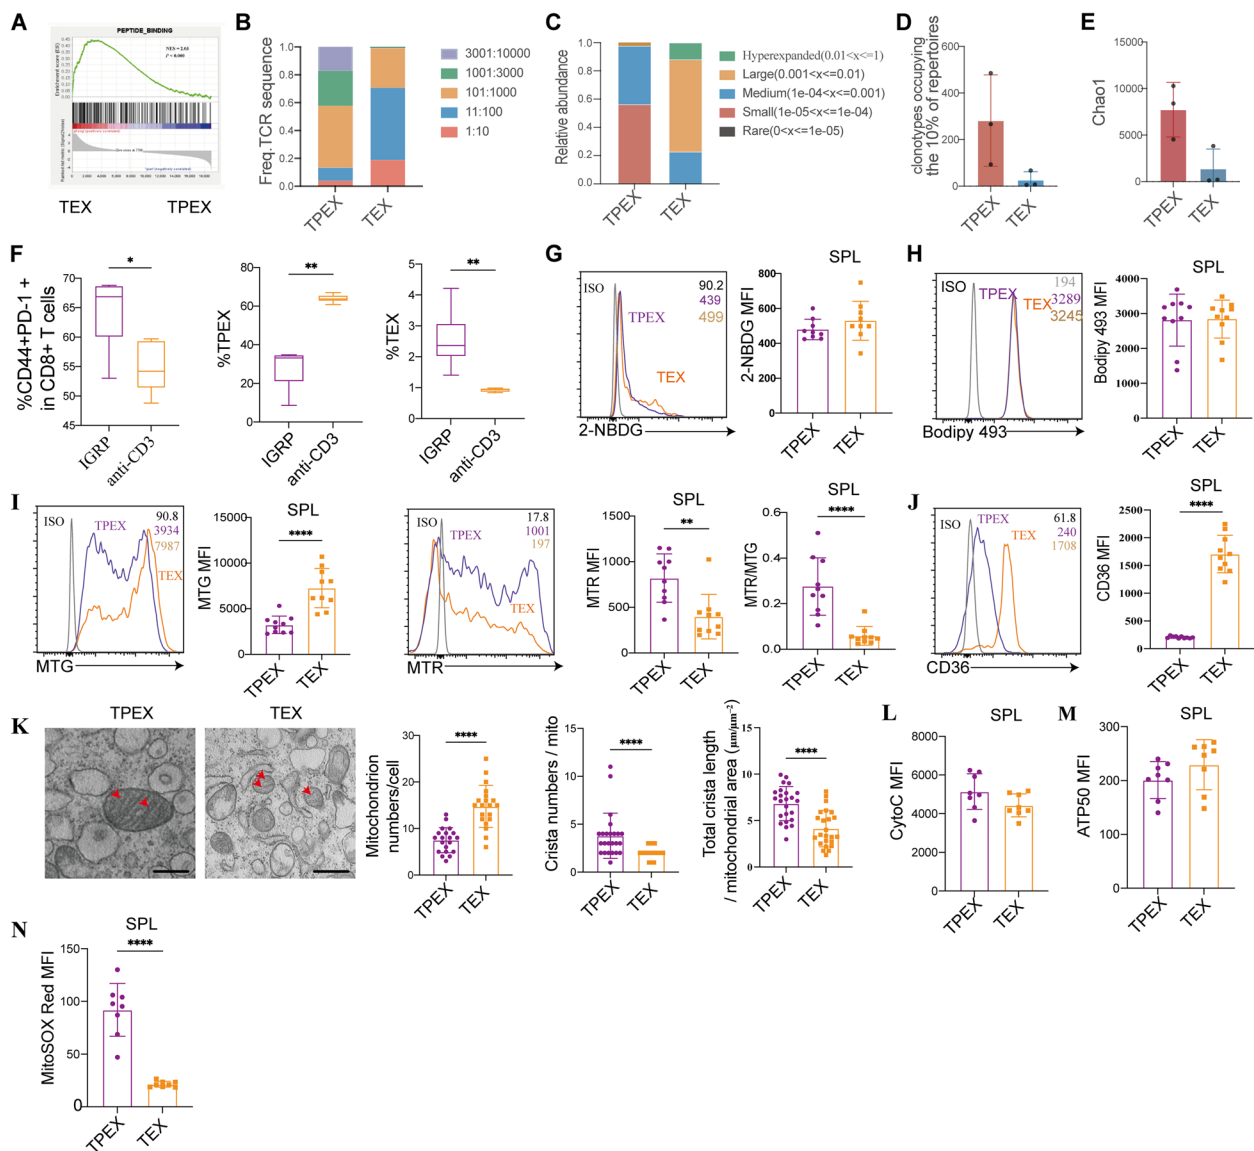 A
PEPTIDE_BINDING
NES = 2.61
P < 0.000
Enrichment score (ES)
TEX
TPEX
B
Freq.TCR sequence
1.0
0.8
0.6
0.4
0.2
0.0
TPEX
TEX
3001:10000
1001:3000
101:1000
11:100
1:10
C
Relative abundance
1.0
0.8
0.6
0.4
0.2
0.0
TPEX
TEX
Hyperexpanded(0.01<x<=1)
Large(0.001<x<=0.01)
Medium(1e-04<x<=0.001)
Small(1e-05<x<=1e-04)
Rare(0<x<=1e-05)
D
clonotypes occupying
the 10% of repertoires
600
400
200
0
TPEX
TEX
E
Chao1
15000
10000
5000
0
TPEX
TEX
F
%CD44+PD-1 +
in CD8+ T cells
70
65
60
55
50
45
*
IGRP
anti-CD3
%TPEX
80
60
40
20
0
**
IGRP
anti-CD3
%TEX
5
4
3
2
1
0
**
IGRP
anti-CD3
G
ISO
90.2
439
499
TPEX
TEX
2-NBDG
SPL
2-NBDG MFI
800
600
400
200
0
TPEX
TEX
H
ISO
194
3289
3245
TPEX
TEX
Bodipy 493
SPL
Bodipy 493 MFI
4000
3000
2000
1000
0
TPEX
TEX
I
ISO
90.8
3934
7987
TPEX
TEX
MTG
SPL
MTG MFI
15000
10000
5000
0
****
TPEX
TEX
ISO
17.8
1001
197
TPEX
TEX
MTR
SPL
MTR MFI
1500
1000
500
0
**
TPEX
TEX
SPL
MTR/MTG
0.6
0.4
0.2
0.0
****
TPEX
TEX
J
ISO
61.8
240
1708
TPEX
TEX
CD36
SPL
CD36 MFI
2500
2000
1500
1000
500
0
****
TPEX
TEX
K
TPEX
TEX
Mitochondrion
numbers/cell
30
20
10
0
****
TPEX
TEX
Crista numbers / mito
15
10
5
0
****
TPEX
TEX
Total crista length
/ mitochondrial area (μm/μm⁻²)
15
10
5
0
****
TPEX
TEX
L
SPL
CytoC MFI
8000
6000
4000
2000
0
TPEX
TEX
M
SPL
ATP50 MFI
300
200
100
0
TPEX
TEX
N
SPL
MitoSOX Red MFI
150
100
50
0
****
TPEX
TEX